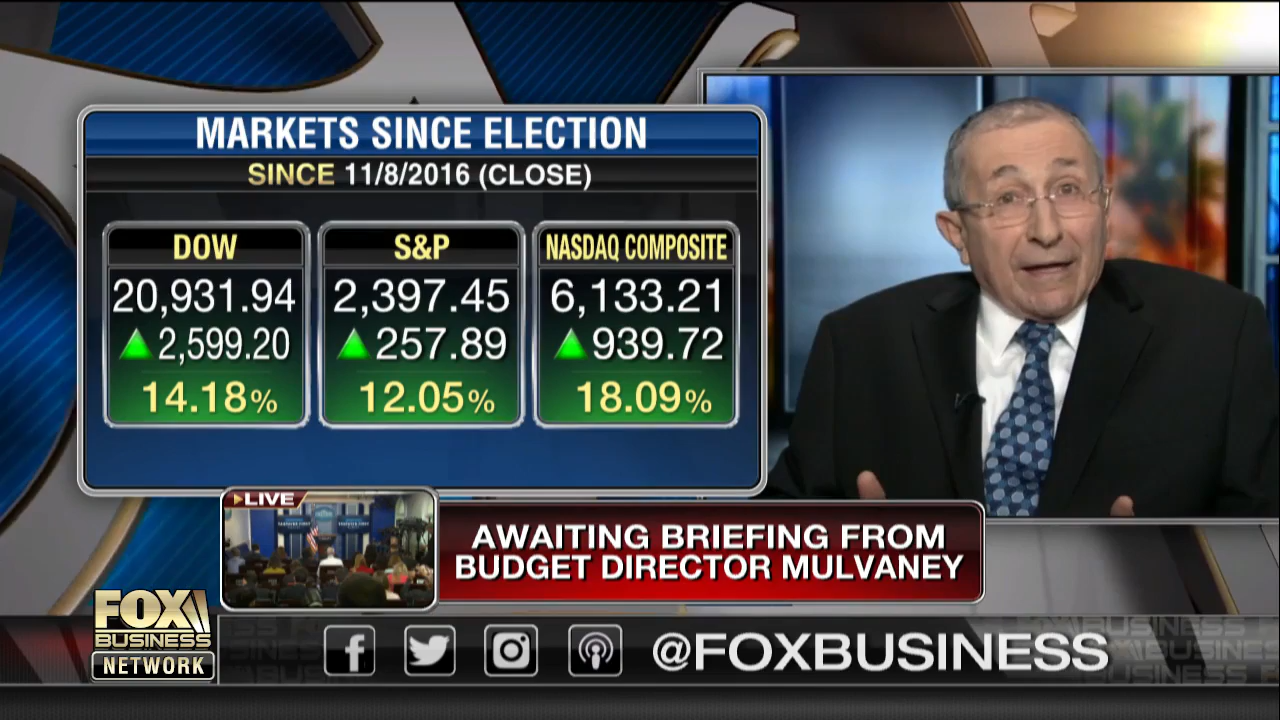 MARKETS SINCE ELECTION
SINCE 11/8/2016 (CLOSE)
DOW
20,931.94
▲2,599.20
14.18%
S&P
2,397.45
▲257.89
12.05%
NASDAQ COMPOSITE
6,133.21
▲939.72
18.09%
LIVE
AWAITING BRIEFING FROM
BUDGET DIRECTOR MULVANEY
FOX
BUSINESS
NETWORK
@FOXBUSINESS